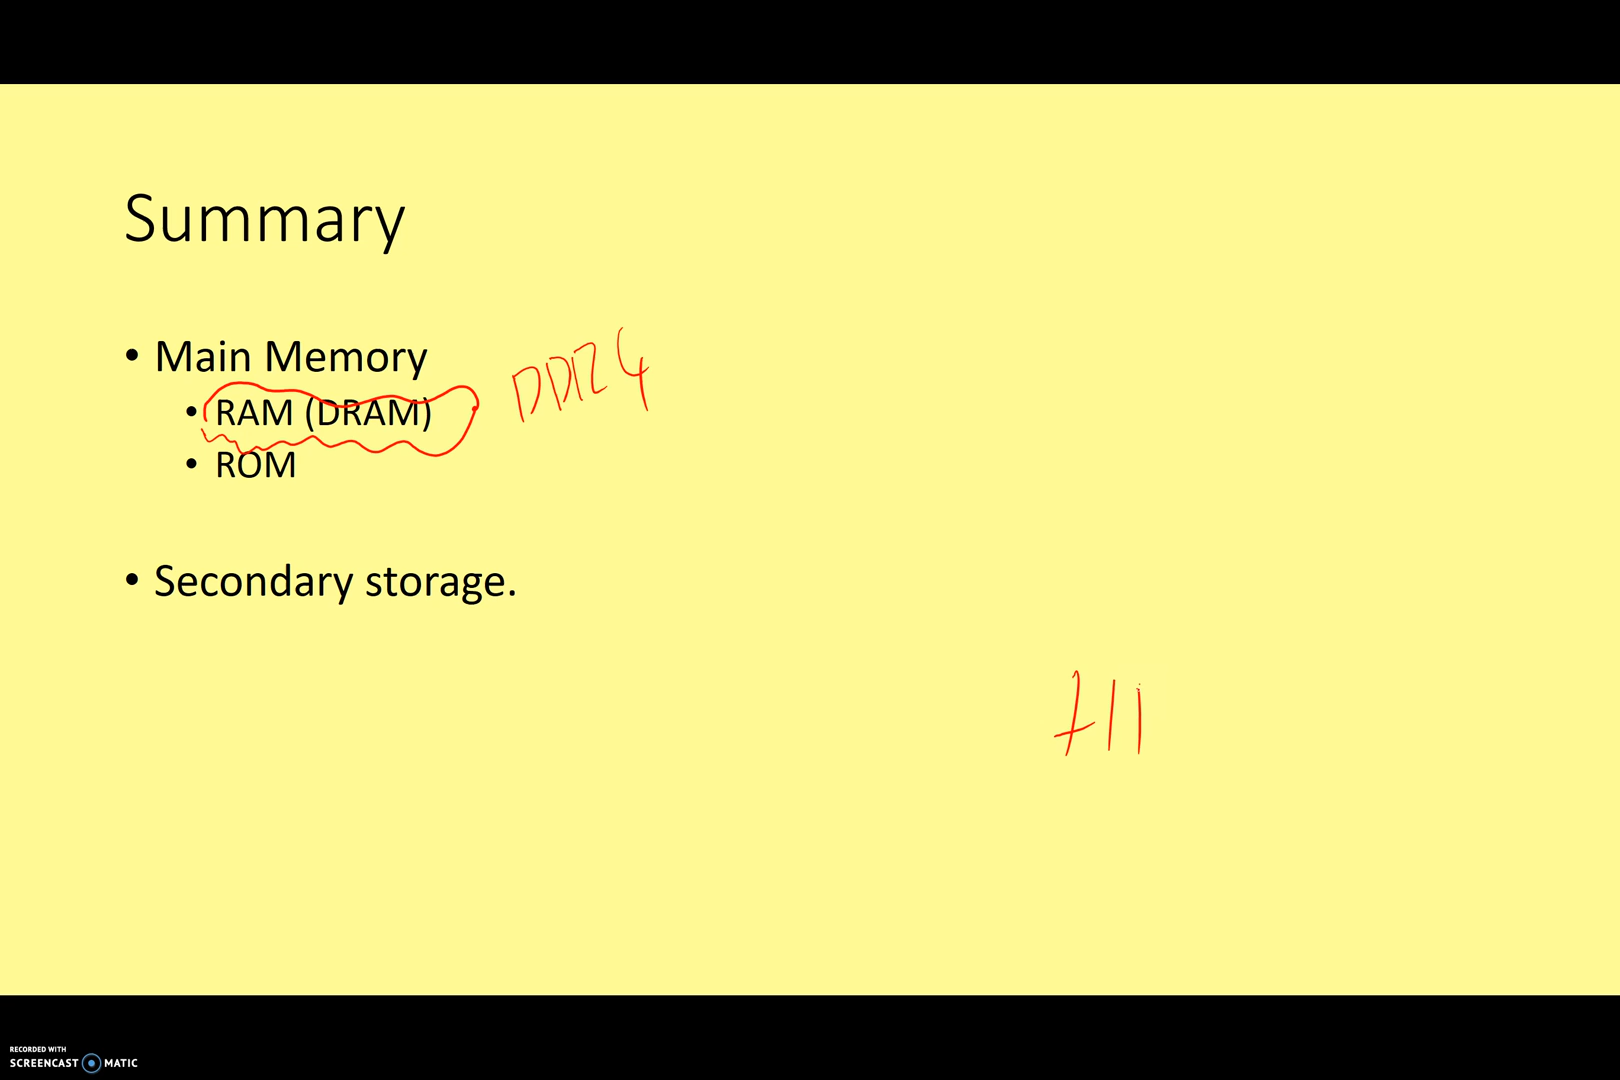 Summary
• Main Memory
• RAM (DRAM)
DDR4
• ROM
• Secondary storage.
RECORDED WITH
SCREENCAST MATIC